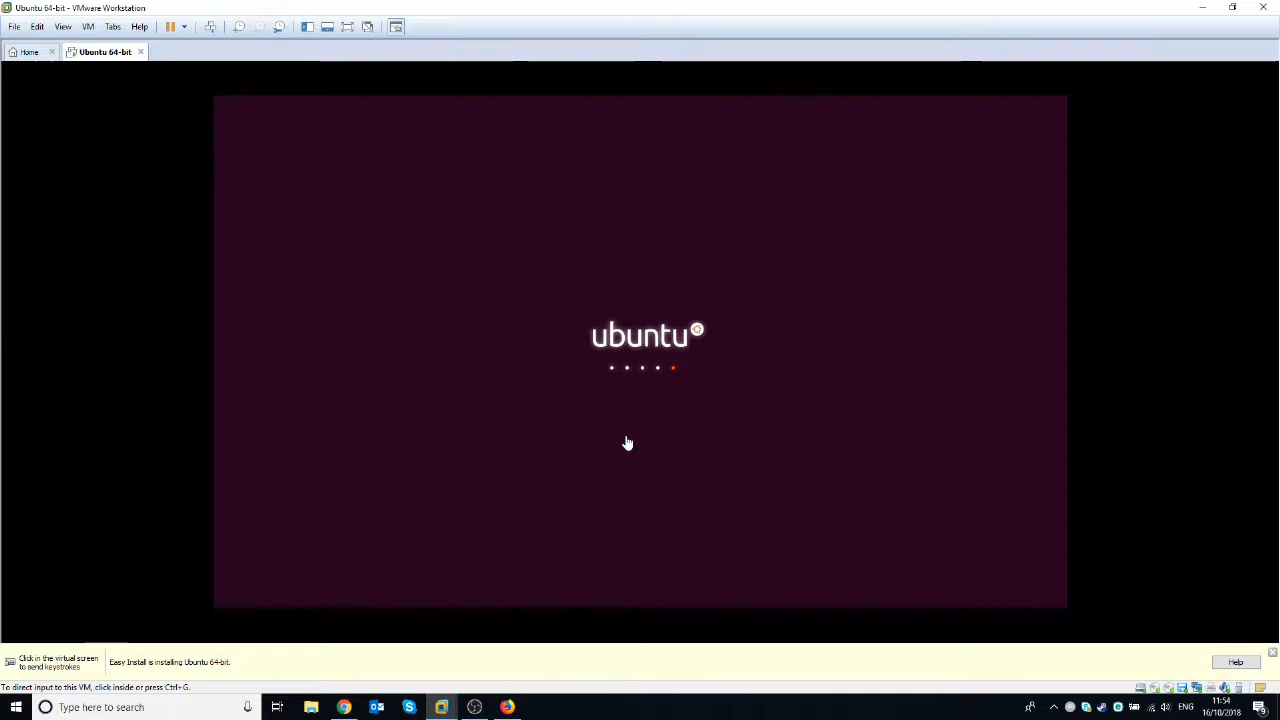 Ubuntu 64-bit - VMware Workstation
File Edit View VM Tabs Help
Home Ubuntu 64-bit
ubuntu
Click in the virtual screen
to send keystrokes
Easy Install is installing Ubuntu 64-bit.
Help
To direct input to this VM, click inside or press Ctrl+G.
Type here to search
ENG
11:54
16/10/2018